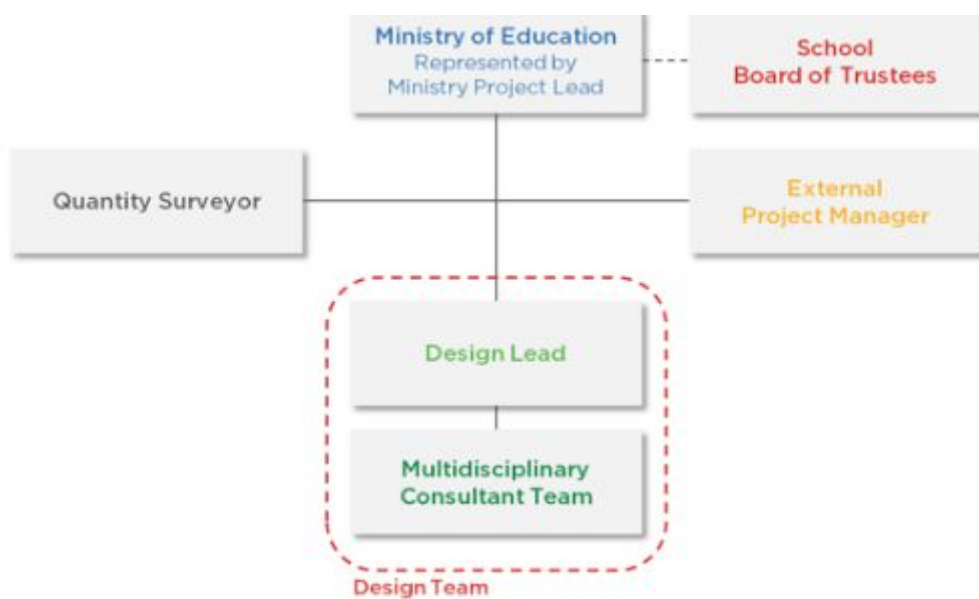 Ministry of Education
Represented by
Ministry Project Lead
School
Board of Trustees
Quantity Surveyor
External
Project Manager
Design Lead
Multidisciplinary
Consultant Team
Design Team